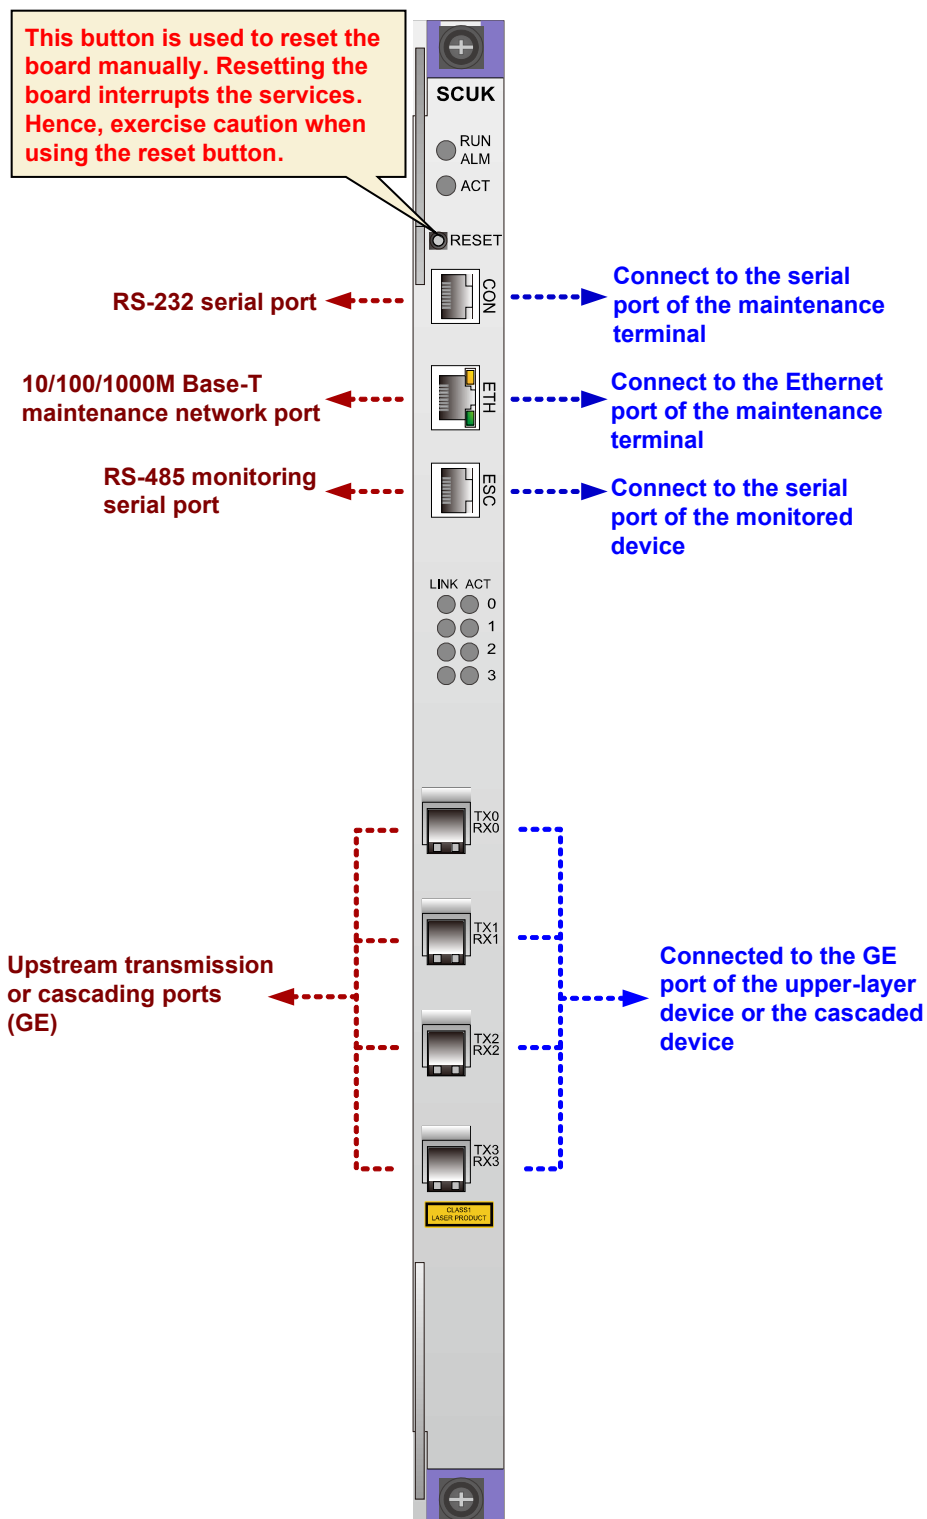 This button is used to reset the
board manually. Resetting the
board interrupts the services.
Hence, exercise caution when
using the reset button.
SCUK
RUN
ALM
ACT
RESET
RS-232 serial port
CON
Connect to the serial
port of the maintenance
terminal
10/100/1000M Base-T
maintenance network port
ETH
Connect to the Ethernet
port of the maintenance
terminal
RS-485 monitoring
serial port
ESC
Connect to the serial
port of the monitored
device
LINK ACT
0
1
2
3
TX0
RX0
TX1
RX1
Upstream transmission
or cascading ports
(GE)
Connected to the GE
port of the upper-layer
device or the cascaded
device
TX2
RX2
TX3
RX3
CLASS1
LASER PRODUCT